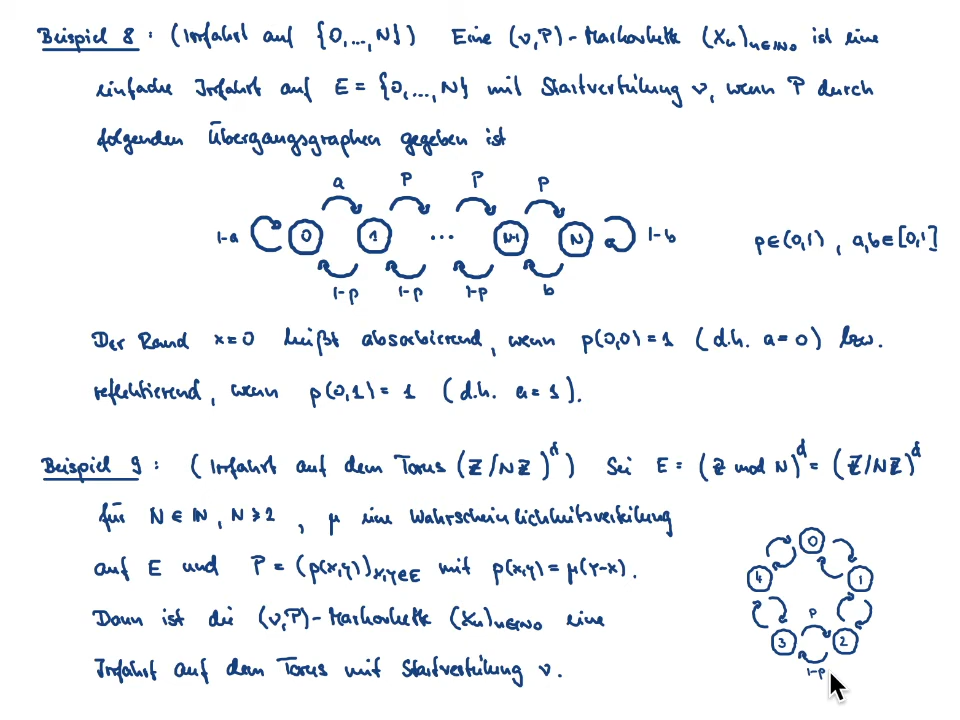 Beispiel 8 : (Irrfahrt auf {0,...,N}) Eine (ν,P)-Markovkette (Xₙ)ₙ∈ℕ₀ ist eine
einfache Irrfahrt auf E = {0,...,N} mit Startverteilung ν, wenn P durch
folgenden Übergangsgraphen gegeben ist
a P P P
1-a 0 1 ... N-1 N 1-b p∈(0,1) , a,b∈[0,1]
1-p 1-p 1-p b
Der Rand x=0 heißt absorbierend, wenn p(0,0)=1 (d.h. a=0) bzw.
reflektierend, wenn p(0,1)=1 (d.h. a=1).
Beispiel 9 : (Irrfahrt auf dem Torus (ℤ/Nℤ)ᵈ) Sei E = (ℤ mod N)ᵈ = (ℤ/Nℤ)ᵈ
für N∈ℕ, N≥2 , μ eine Wahrscheinlichkeitsverteilung
auf E und P = (p(x,y))ₓ,ᵧ∈E mit p(x,y)=μ(y-x).
Dann ist die (ν,P)-Markovkette (Xₙ)ₙ∈ℕ₀ eine
Irrfahrt auf dem Torus mit Startverteilung ν.
0
4 1
P
3 2
1-p